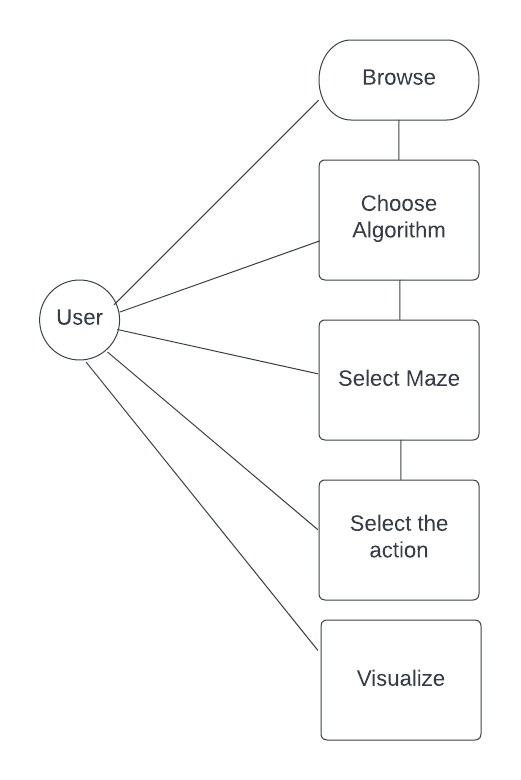 Browse
Choose
Algorithm
User
Select Maze
Select the
action
Visualize